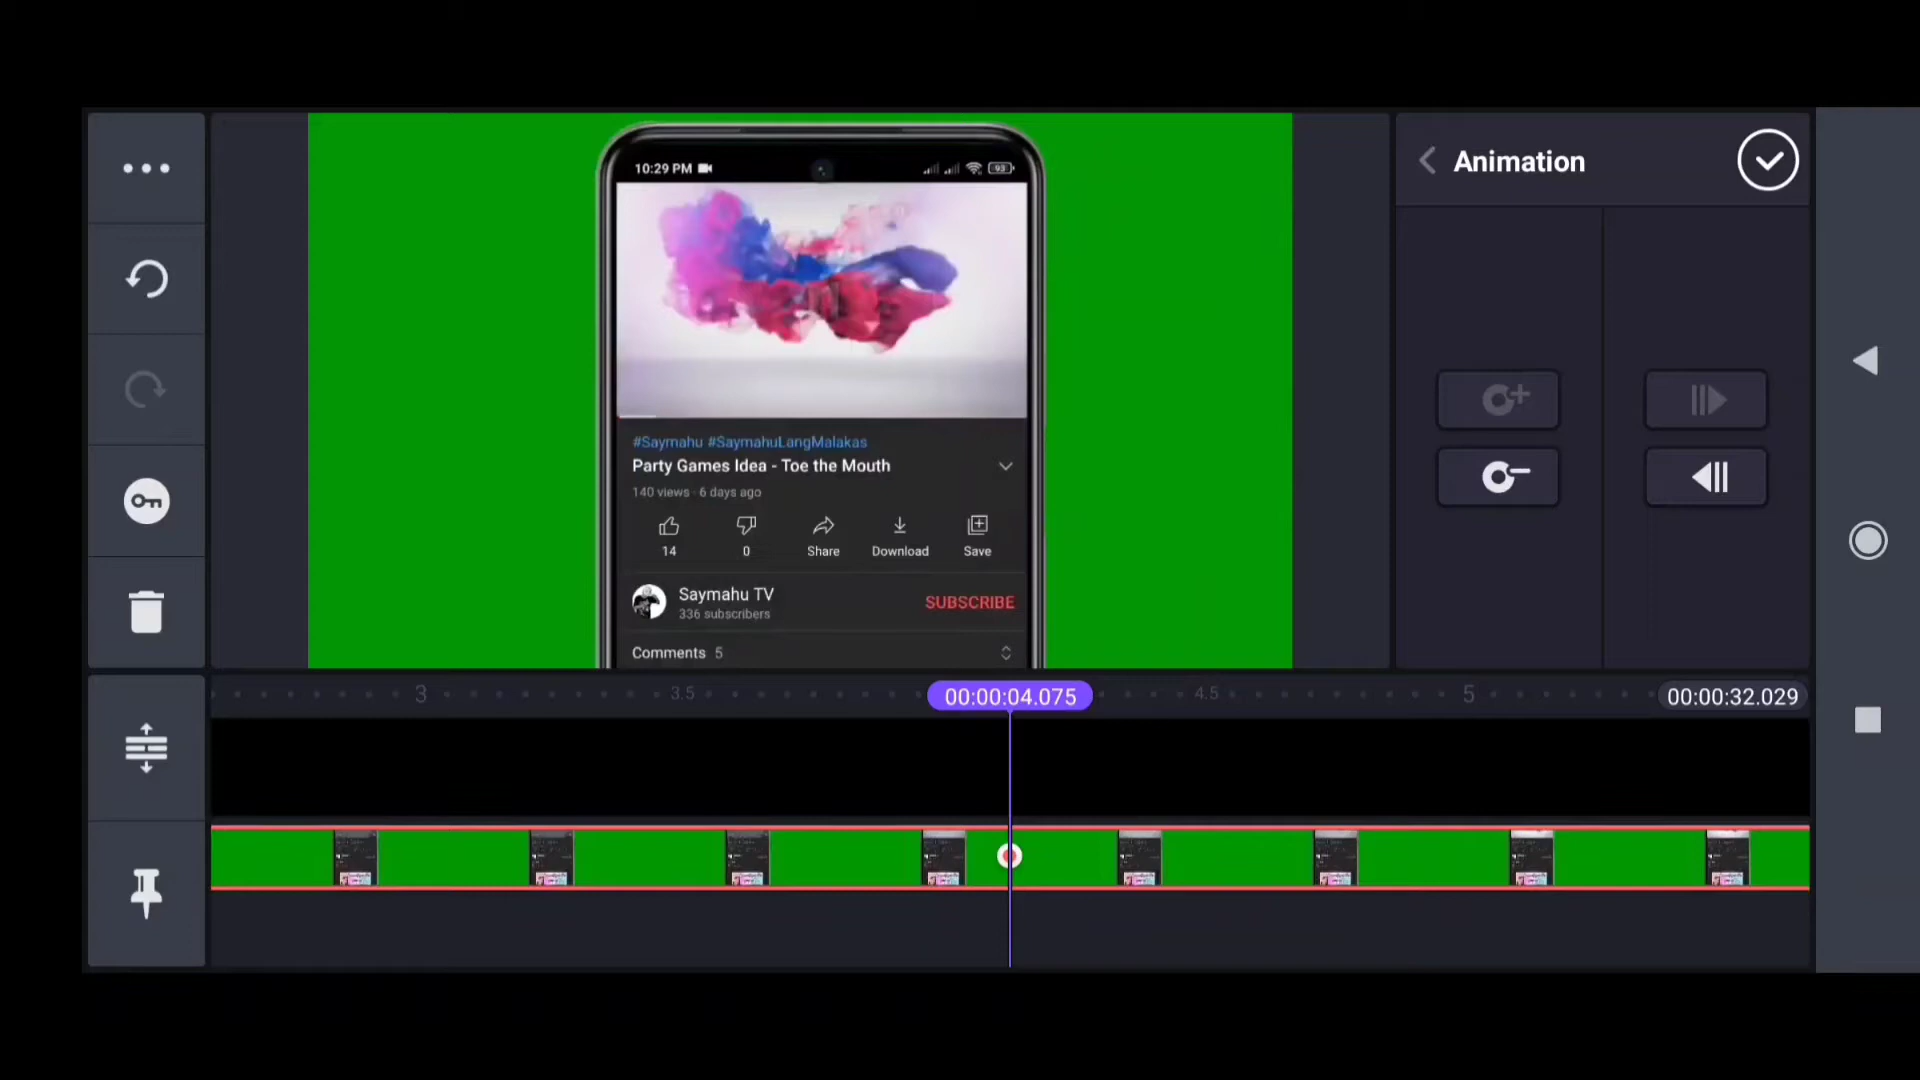 10:29 PM
93
Animation
#Saymahu #SaymahuLangMalakas
Party Games Idea - Toe the Mouth
140 views · 6 days ago
14
0
Share
Download
Save
Saymahu TV
336 subscribers
SUBSCRIBE
Comments 5
3
3.5
00:00:04.075
4.5
5
00:00:32.029